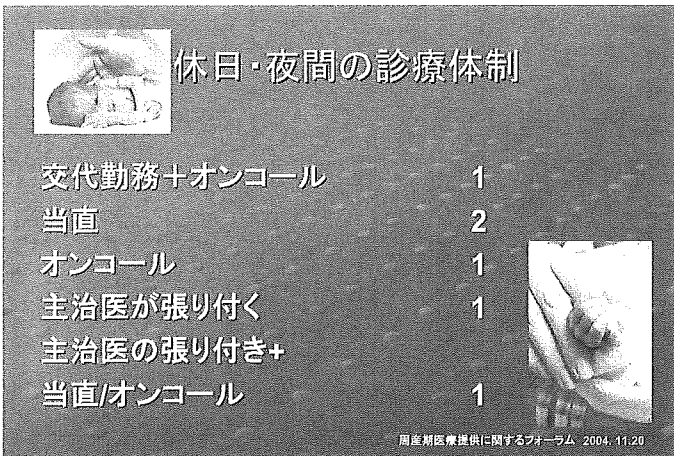 休日・夜間の診療体制
交代勤務＋オンコール 1
当直 2
オンコール 1
主治医が張り付く 1
主治医の張り付き+
当直/オンコール 1
周産期医療提供に関するフォーラム 2004.11.20